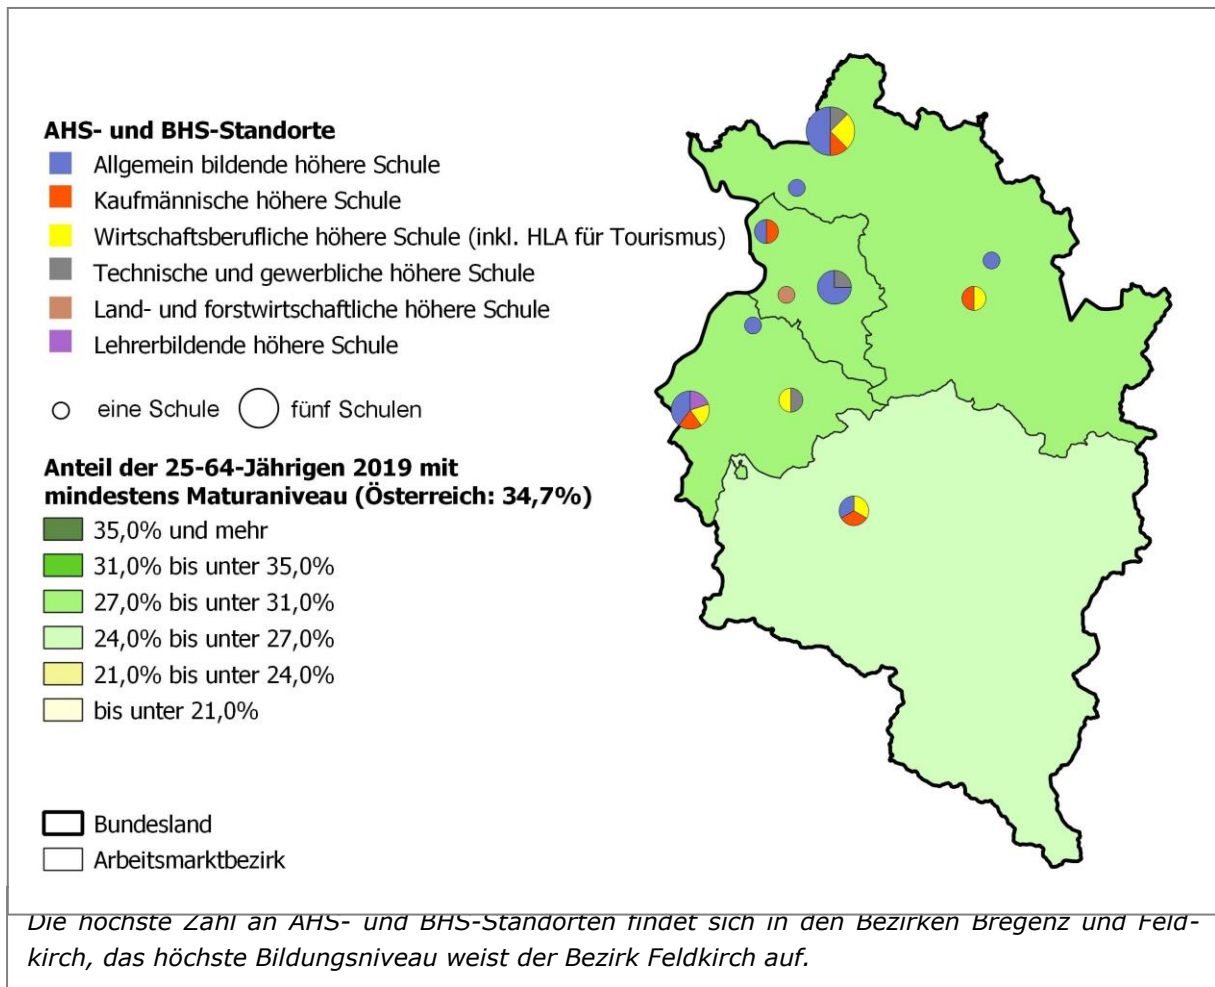 AHS- und BHS-Standorte
Allgemein bildende höhere Schule
Kaufmännische höhere Schule
Wirtschaftsberufliche höhere Schule (inkl. HLA für Tourismus)
Technische und gewerbliche höhere Schule
Land- und forstwirtschaftliche höhere Schule
Lehrerbildende höhere Schule
eine Schule fünf Schulen
Anteil der 25-64-Jährigen 2019 mit
mindestens Maturaniveau (Österreich: 34,7%)
35,0% und mehr
31,0% bis unter 35,0%
27,0% bis unter 31,0%
24,0% bis unter 27,0%
21,0% bis unter 24,0%
bis unter 21,0%
Bundesland
Arbeitsmarktbezirk
Die höchste Zahl an AHS- und BHS-Standorten findet sich in den Bezirken Bregenz und Feld-
kirch, das höchste Bildungsniveau weist der Bezirk Feldkirch auf.